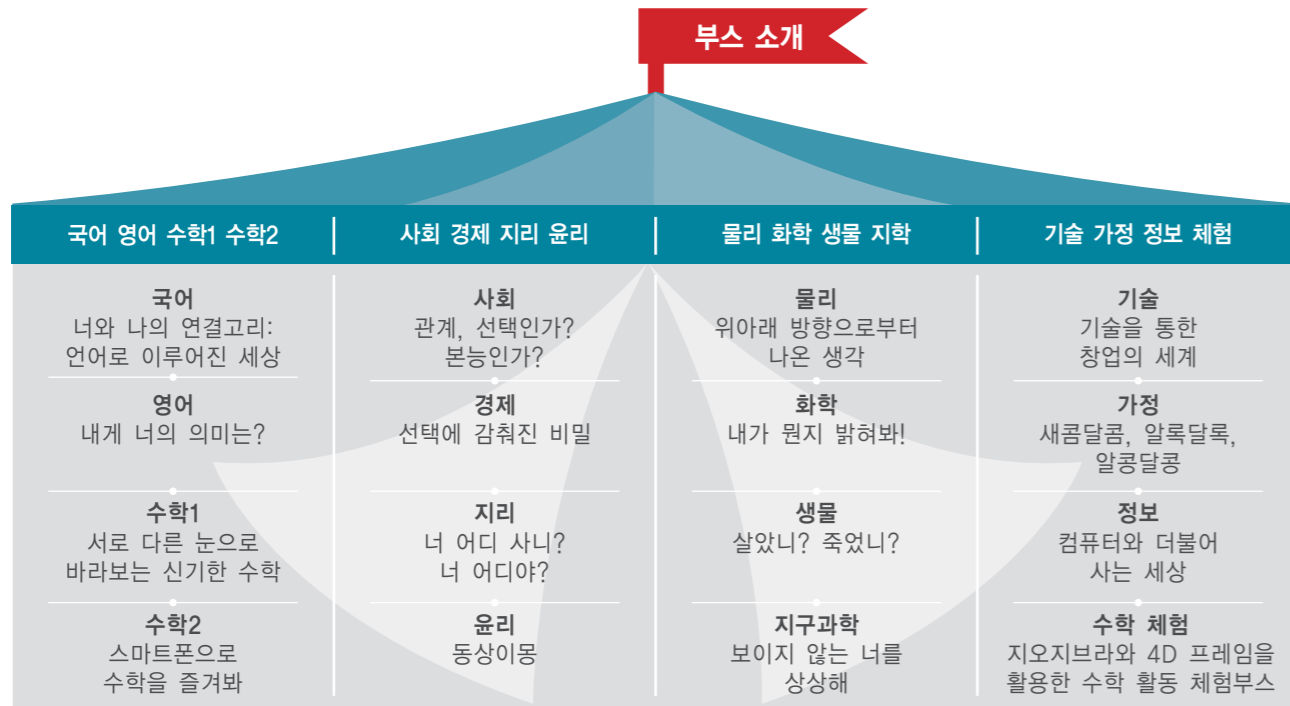 부스 소개
국어 영어 수학1 수학2
사회 경제 지리 윤리
물리 화학 생물 지학
기술 가정 정보 체험
국어
너와 나의 연결고리:
언어로 이루어진 세상
영어
내게 너의 의미는?
수학1
서로 다른 눈으로
바라보는 신기한 수학
수학2
스마트폰으로
수학을 즐겨봐
사회
관계, 선택인가?
본능인가?
경제
선택에 감춰진 비밀
지리
너 어디 사니?
너 어디야?
윤리
동상이몽
물리
위아래 방향으로부터
나온 생각
화학
내가 뭔지 밝혀봐!
생물
살았니? 죽었니?
지구과학
보이지 않는 너를
상상해
기술
기술을 통한
창업의 세계
가정
새콤달콤, 알록달록,
알콩달콩
정보
컴퓨터와 더불어
사는 세상
수학 체험
지오지브라와 4D 프레임을
활용한 수학 활동 체험부스